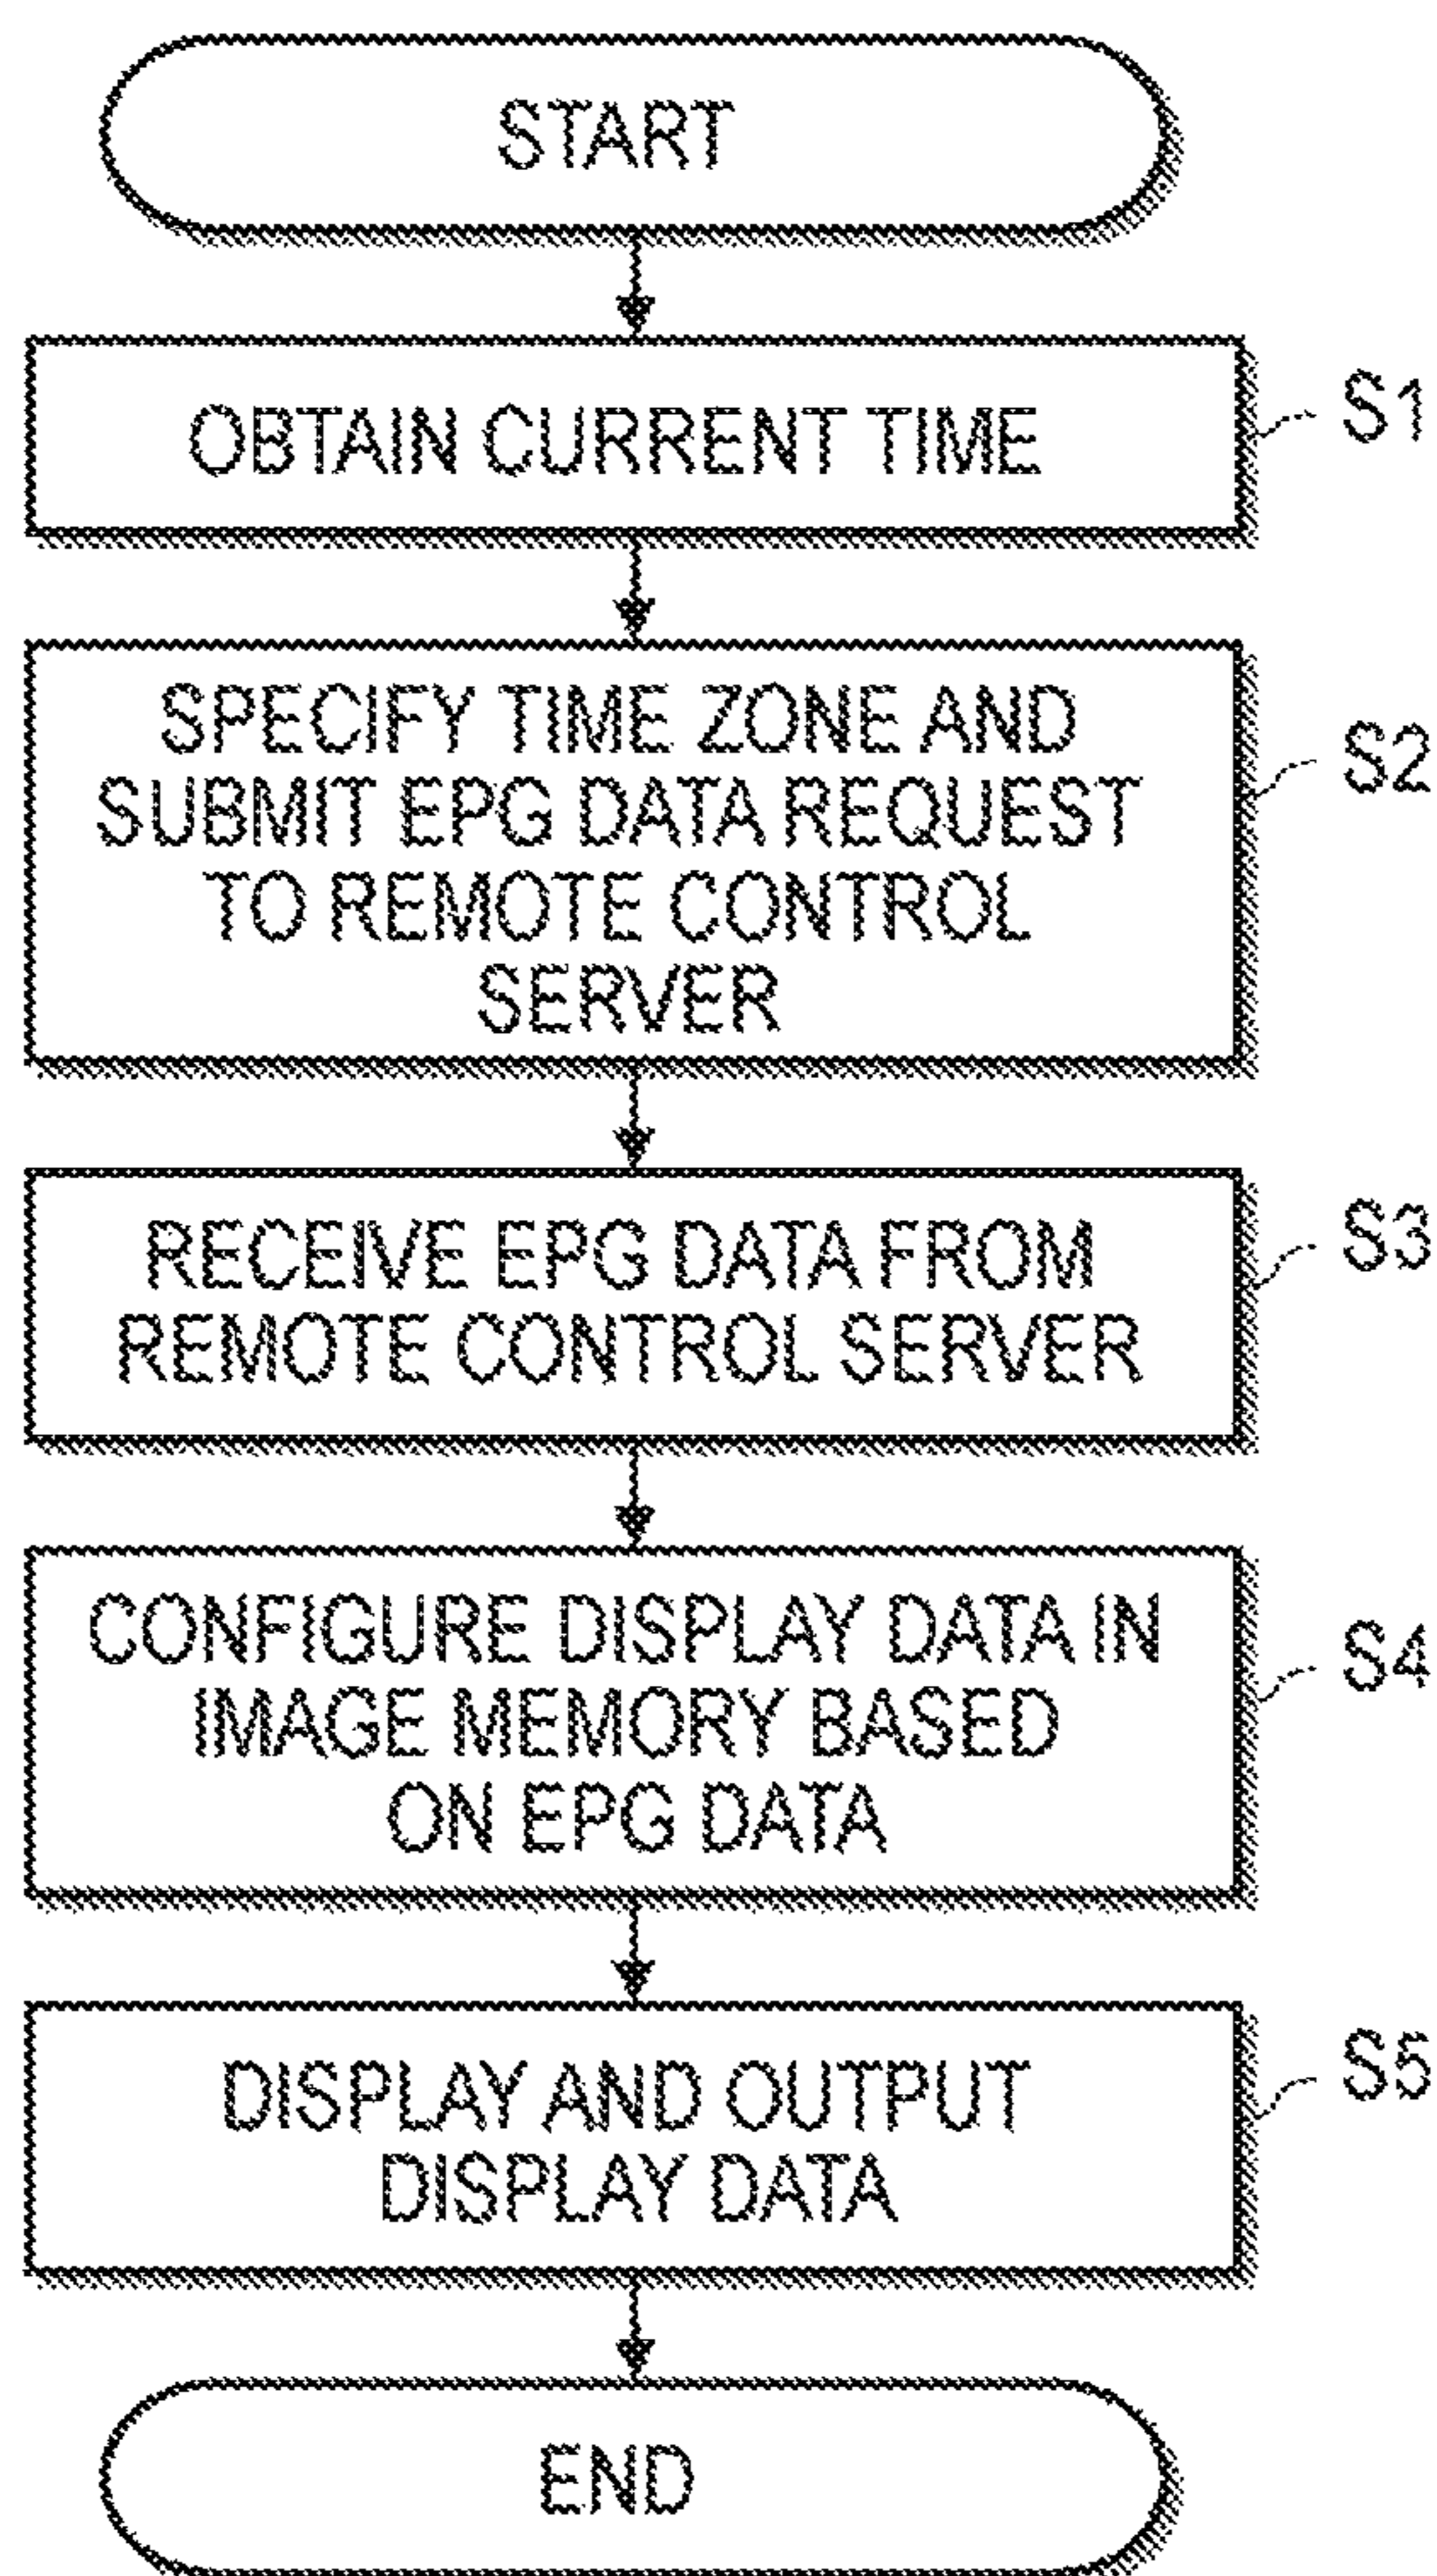 START
OBTAIN CURRENT TIME
S1
SPECIFY TIME ZONE AND
SUBMIT EPG DATA REQUEST
TO REMOTE CONTROL
SERVER
S2
RECEIVE EPG DATA FROM
REMOTE CONTROL SERVER
S3
CONFIGURE DISPLAY DATA IN
IMAGE MEMORY BASED
ON EPG DATA
S4
DISPLAY AND OUTPUT
DISPLAY DATA
S5
END